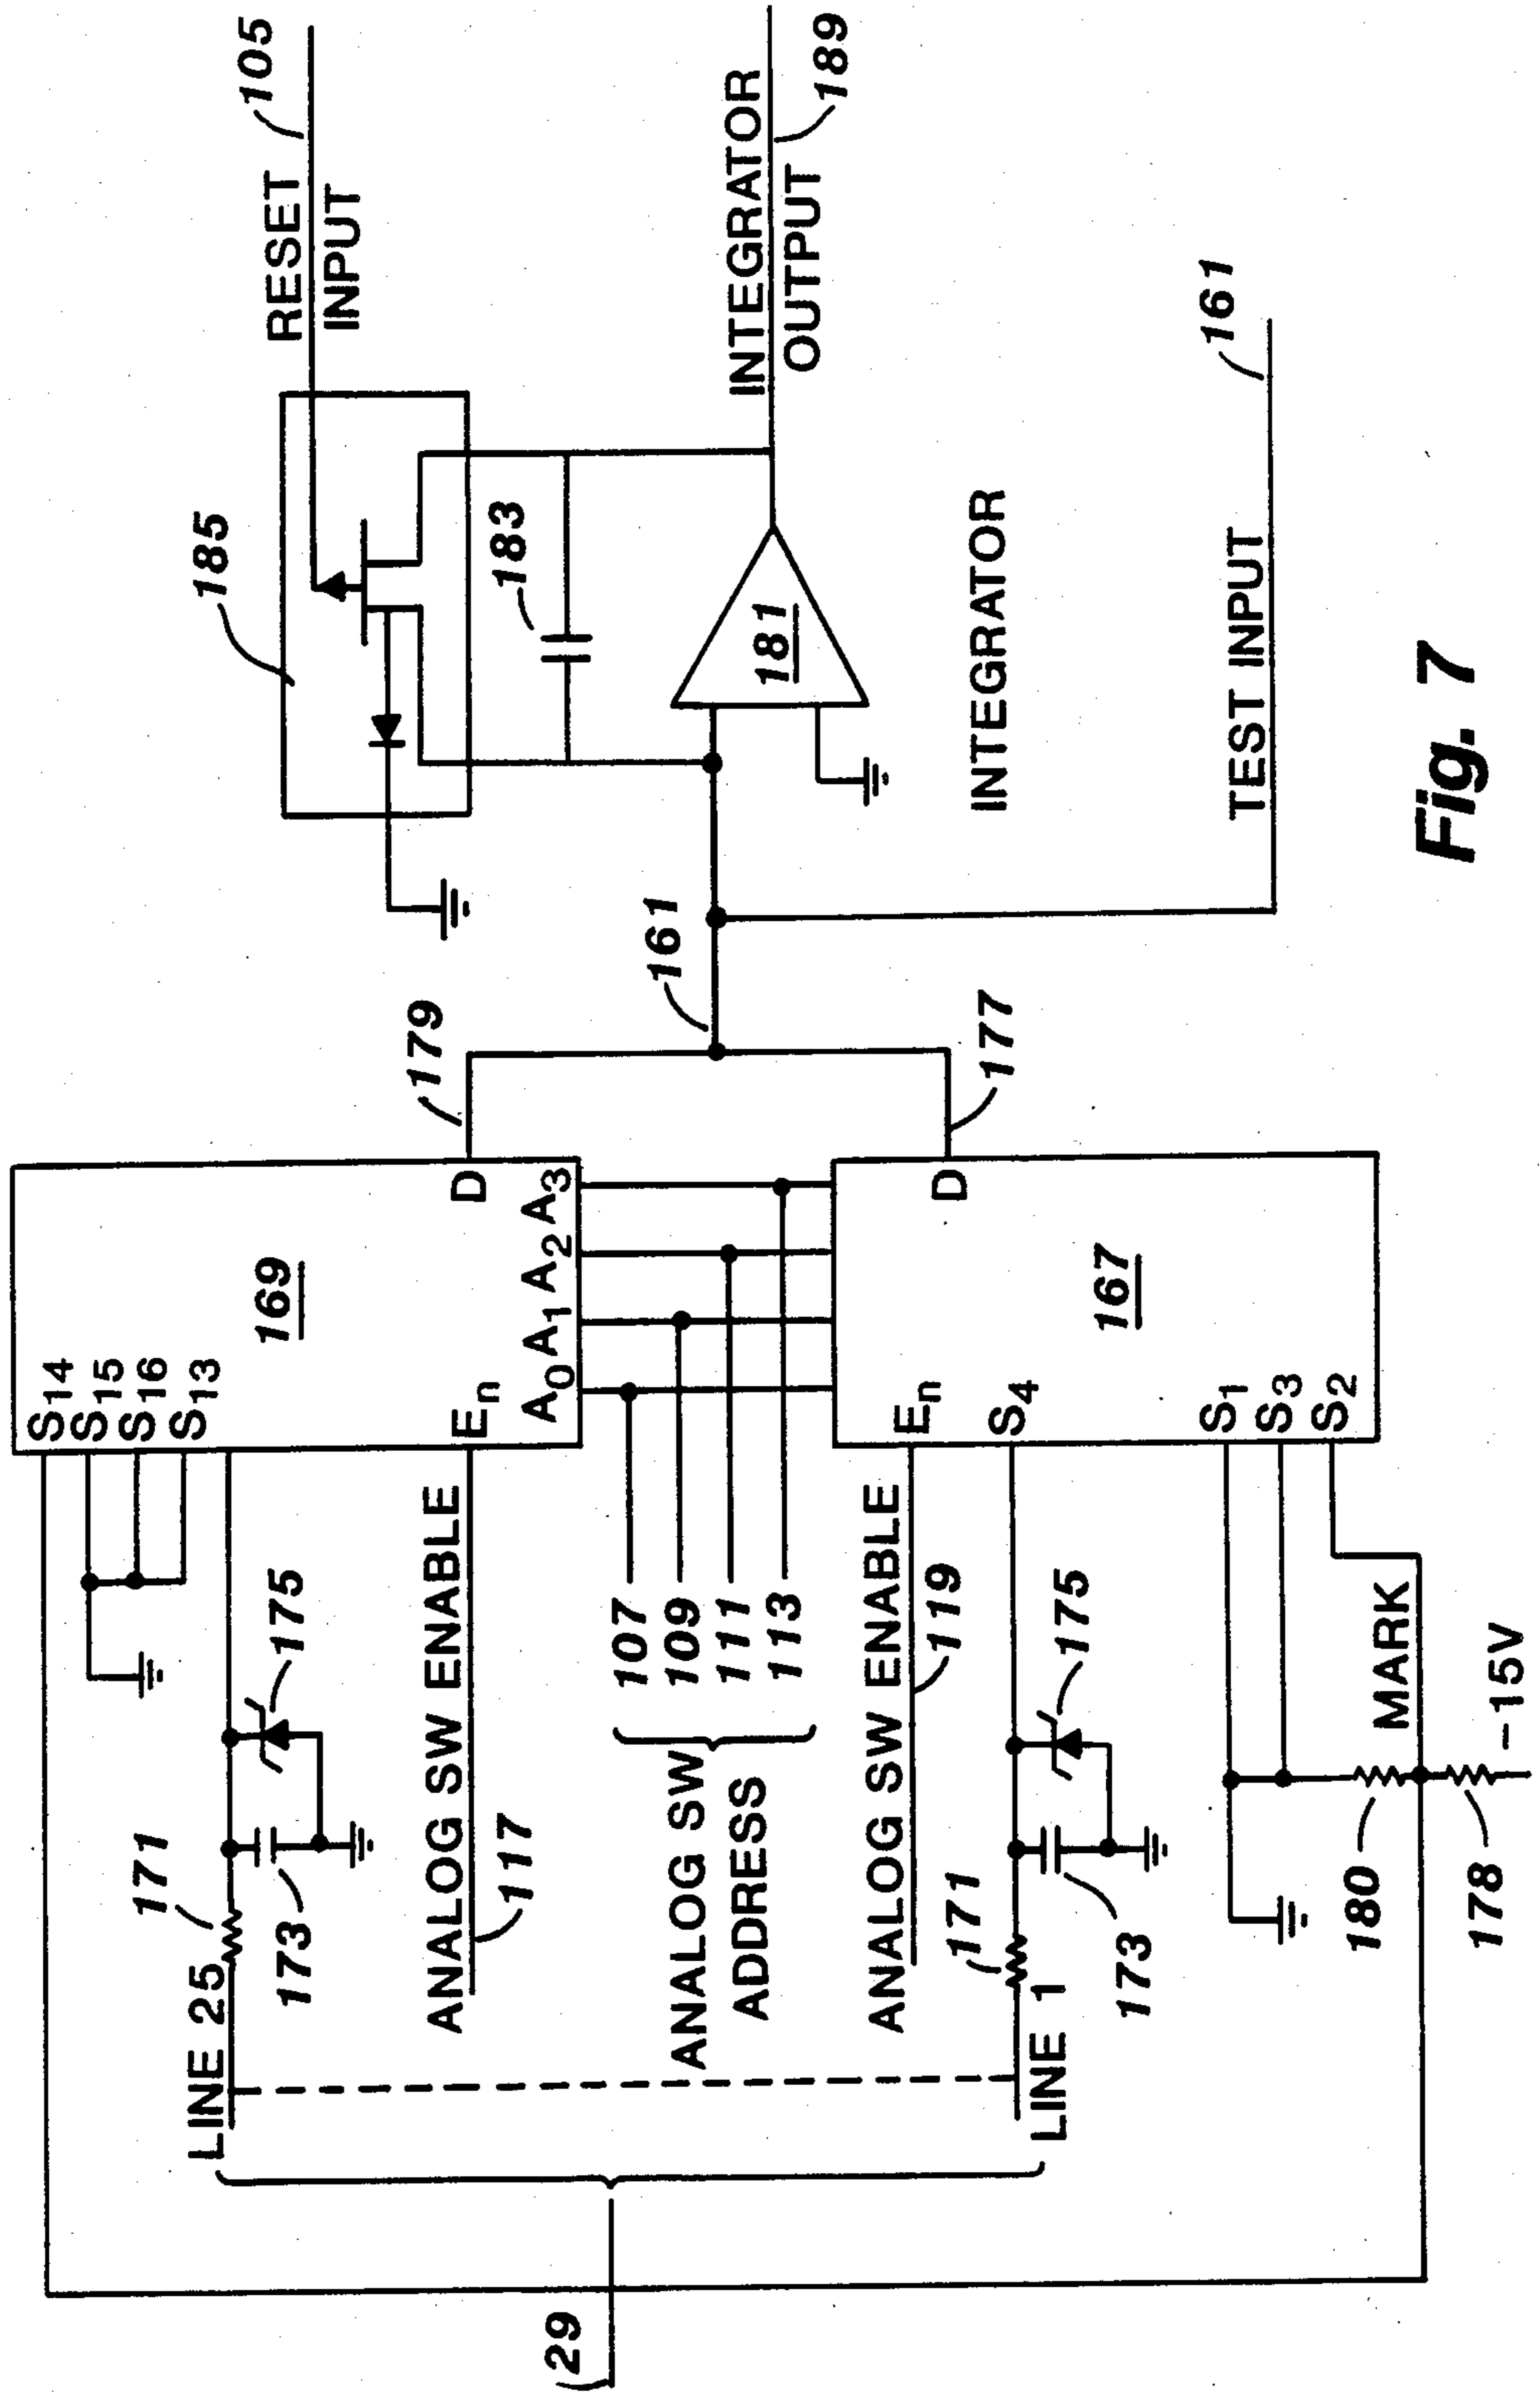 185
RESET
INPUT
105
183
181
INTEGRATOR
OUTPUT
189
INTEGRATOR
TEST INPUT
161
161
179
177
S14
S15
S16
S13
169
D
En
A0 A1 A2 A3
LINE 25
171
173
175
ANALOG SW ENABLE
117
107
109
111
113
ANALOG SW
ADDRESS
29
ANALOG SW ENABLE
119
En
D
S4
167
S1
S3
S2
171
173
175
LINE 1
MARK
180
178
-15V
Fig. 7